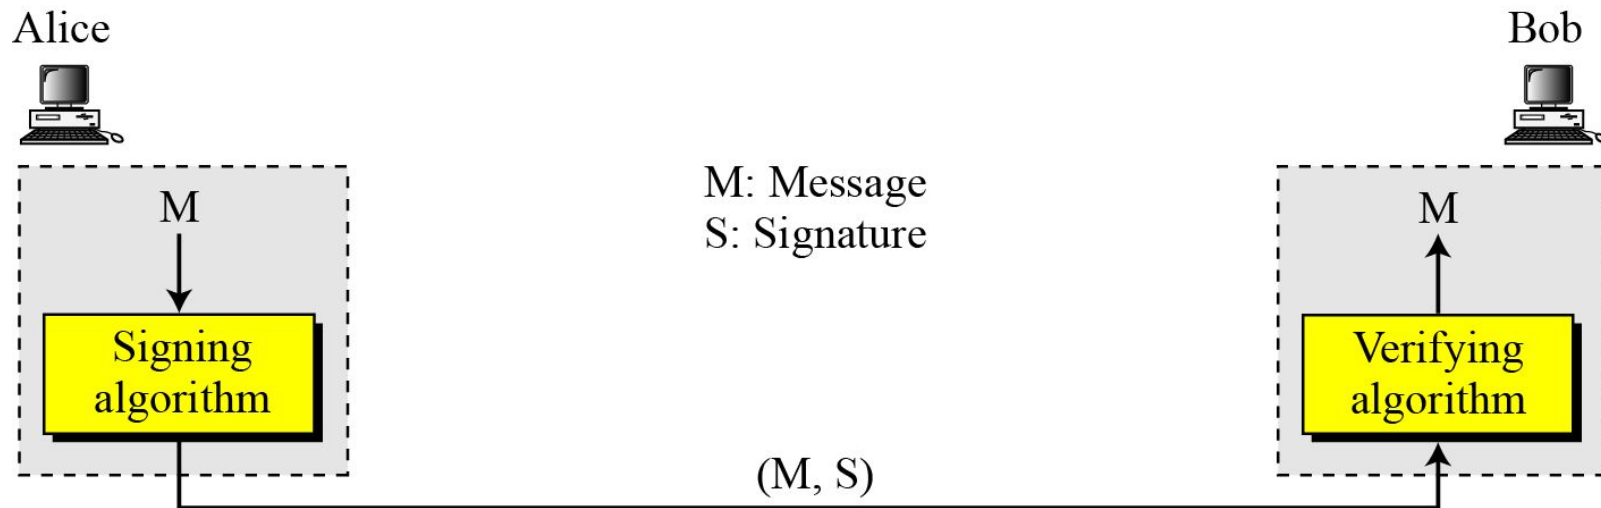 Alice
Bob
M
M: Message
S: Signature
M
Signing
algorithm
Verifying
algorithm
(M, S)